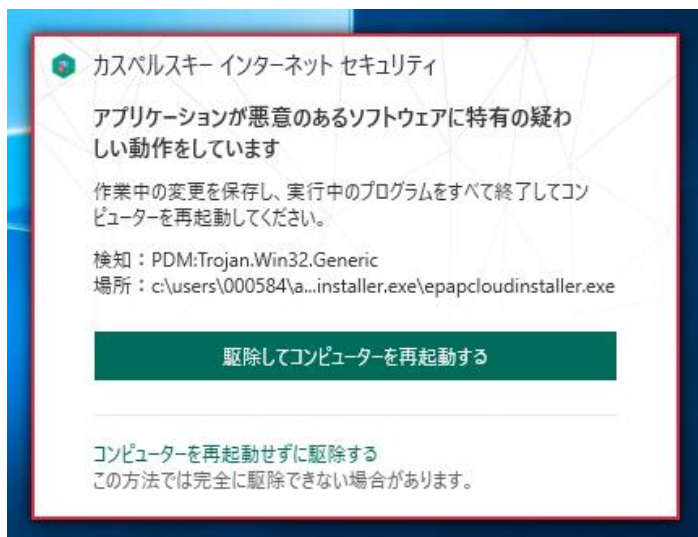 カスペルスキー インターネット セキュリティ
アプリケーションが悪意のあるソフトウェアに特有の疑わ
しい動作をしています
作業中の変更を保存し、実行中のプログラムをすべて終了してコン
ピューターを再起動してください。
検知：PDM:Trojan.Win32.Generic
場所：c:\users\000584\a...installer.exe\epapcloudinstaller.exe
駆除してコンピューターを再起動する
コンピューターを再起動せずに駆除する
この方法では完全に駆除できない場合があります。